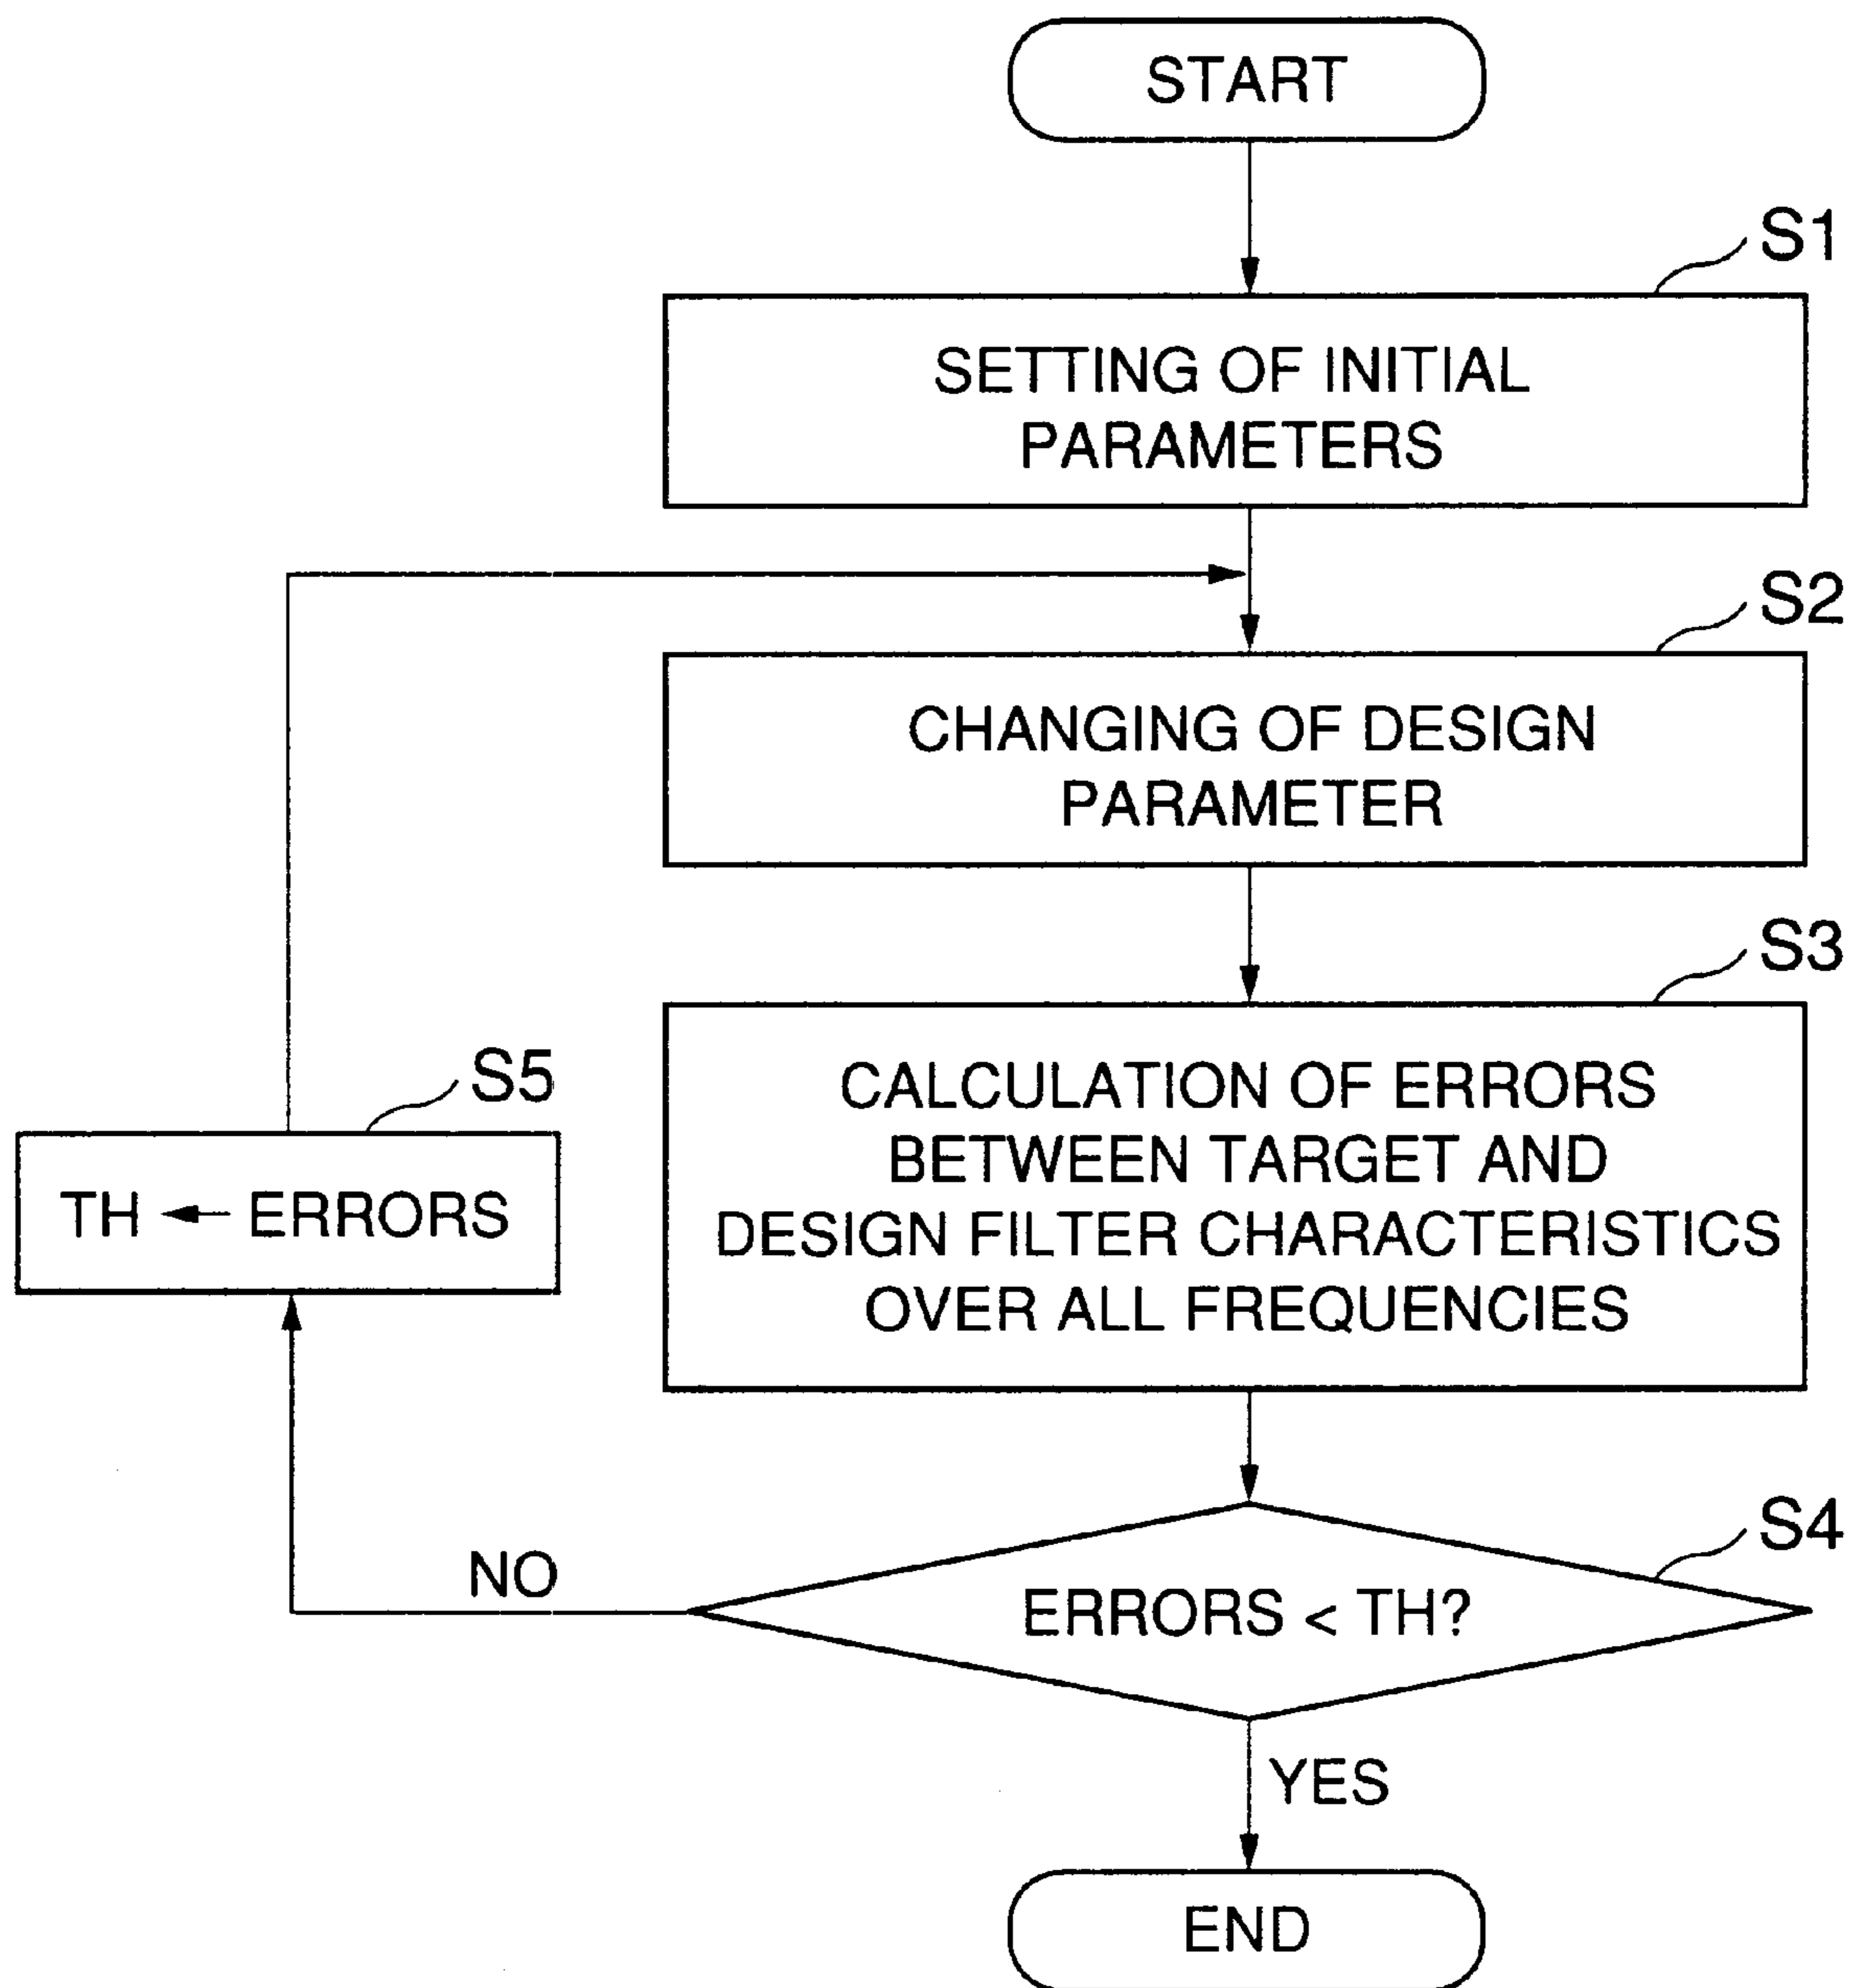 START
S1
SETTING OF INITIAL
PARAMETERS
S2
CHANGING OF DESIGN
PARAMETER
S3
CALCULATION OF ERRORS
BETWEEN TARGET AND
DESIGN FILTER CHARACTERISTICS
OVER ALL FREQUENCIES
S5
TH ← ERRORS
S4
ERRORS < TH?
NO
YES
END